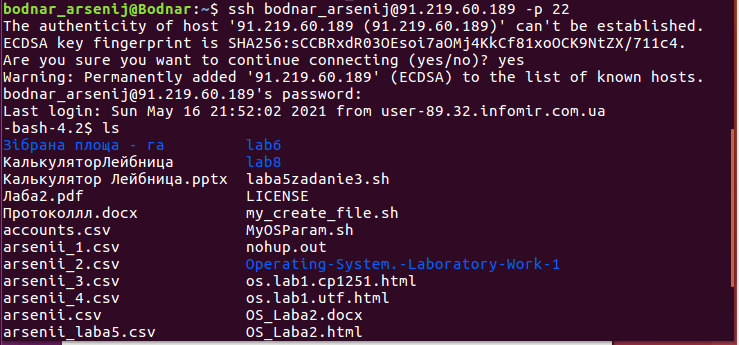 bodnar_arsenij@Bodnar:~$ ssh bodnar_arsenij@91.219.60.189 -p 22
The authenticity of host '91.219.60.189 (91.219.60.189)' can't be established.
ECDSA key fingerprint is SHA256:sCCBRxdR03OEsoi7aOMj4KkCf81xoOCK9NtZX/711c4.
Are you sure you want to continue connecting (yes/no)? yes
Warning: Permanently added '91.219.60.189' (ECDSA) to the list of known hosts.
bodnar_arsenij@91.219.60.189's password:
Last login: Sun May 16 21:52:02 2021 from user-89.32.infomir.com.ua
-bash-4.2$ ls
Зібрана площа - га lab6
КалькуляторЛейбница lab8
Калькулятор Лейбница.pptx laba5zadanie3.sh
Лаба2.pdf LICENSE
Протоколлл.docx my_create_file.sh
accounts.csv MyOSParam.sh
arsenii_1.csv nohup.out
arsenii_2.csv Operating-System.-Laboratory-Work-1
arsenii_3.csv os.lab1.cp1251.html
arsenii_4.csv os.lab1.utf.html
arsenii.csv OS_Laba2.docx
arsenii_laba5.csv OS_Laba2.html